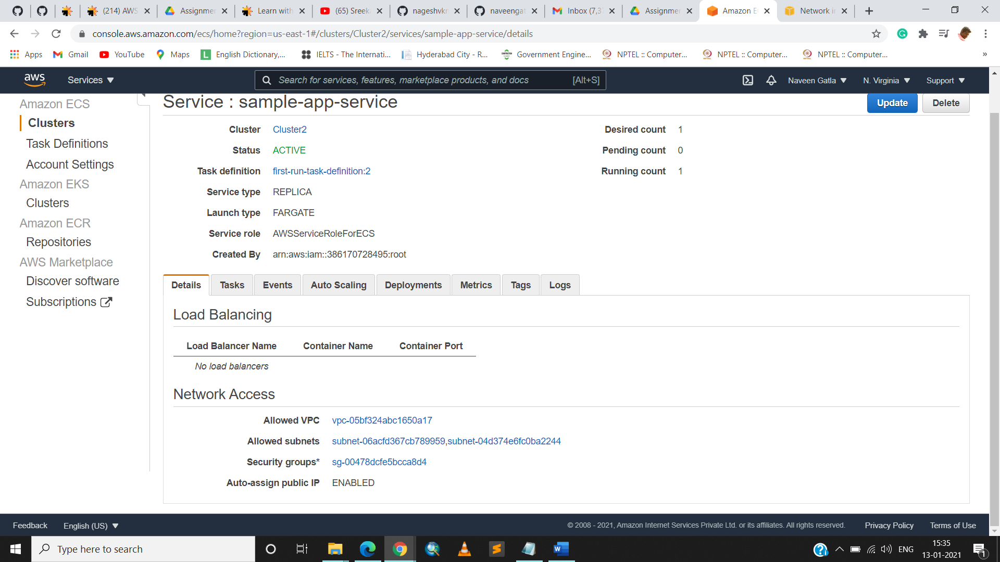 (214) AWS
Assignmen
Learn with
(65) Sreek
nageshvkn
naveengat
Inbox (7,37
Assignmen
Amazon E
Network in
console.aws.amazon.com/ecs/home?region=us-east-1#/clusters/Cluster2/services/sample-app-service/details
Apps
Gmail
YouTube
Maps
English Dictionary,...
IELTS - The Internati...
Hyderabad City - R...
Government Engine...
NPTEL :: Computer...
NPTEL :: Computer...
NPTEL :: Computer...
»
aws
Services
Search for services, features, marketplace products, and docs
[Alt+S]
Naveen Gatla
N. Virginia
Support
Amazon ECS
Clusters
Task Definitions
Account Settings
Amazon EKS
Clusters
Amazon ECR
Repositories
AWS Marketplace
Discover software
Subscriptions
Service : sample-app-service
Update
Delete
Cluster Cluster2
Status ACTIVE
Task definition first-run-task-definition:2
Service type REPLICA
Launch type FARGATE
Service role AWSServiceRoleForECS
Created By arn:aws:iam::386170728495:root
Desired count 1
Pending count 0
Running count 1
Details Tasks Events Auto Scaling Deployments Metrics Tags Logs
Load Balancing
Load Balancer Name Container Name Container Port
No load balancers
Network Access
Allowed VPC vpc-05bf324abc1650a17
Allowed subnets subnet-06acfd367cb789959,subnet-04d374e6fc0ba2244
Security groups* sg-00478dcfe5bcca8d4
Auto-assign public IP ENABLED
Feedback
English (US)
© 2008 - 2021, Amazon Internet Services Private Ltd. or its affiliates. All rights reserved.
Privacy Policy
Terms of Use
Type here to search
ENG
15:35
13-01-2021
1